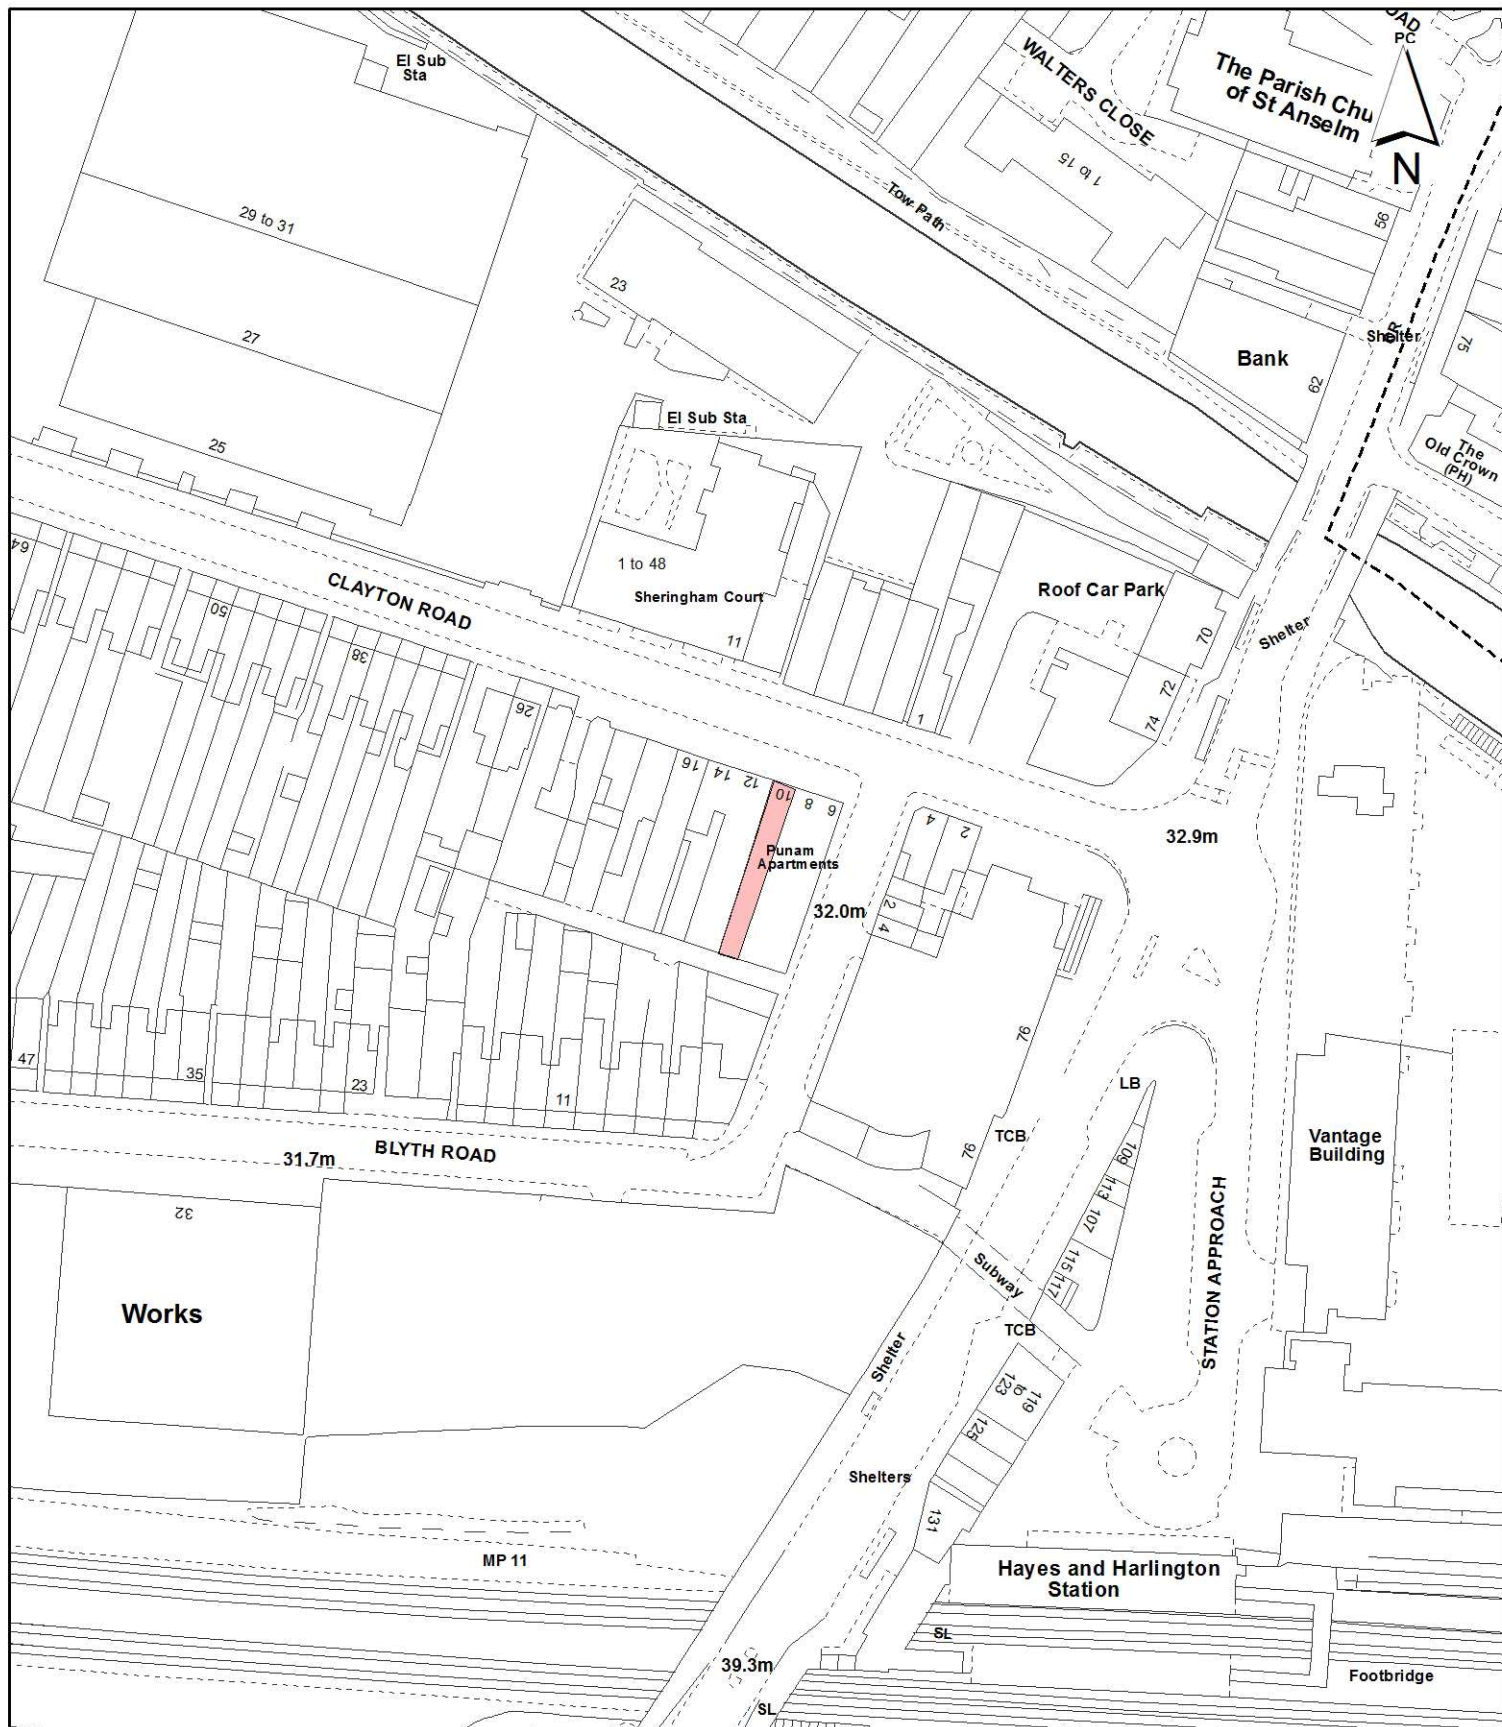 OAD
PC
El Sub
Sta
WALTERS CLOSE
The Parish Chu
of St Anselm
N
1 to 15
Tow Path
29 to 31
56
23
27
Shelter
75
Bank
62
El Sub Sta
25
The
Old Crown
(PH)
64
1 to 48
CLAYTON ROAD
Sheringham Court
Roof Car Park
50
11
70
Shelter
38
72
26
1
74
16
14
12
10
8
6
4
2
32.9m
Punam
Apartments
32.0m
2
4
76
47
35
23
11
LB
TCB
BLYTH ROAD
31.7m
76
109
Vantage
Building
113
107
32
STATION APPROACH
115
117
Subway
Works
TCB
Shelter
119
to
123
125
Shelters
131
MP 11
Hayes and Harlington
Station
SL
39.3m
Footbridge
SL